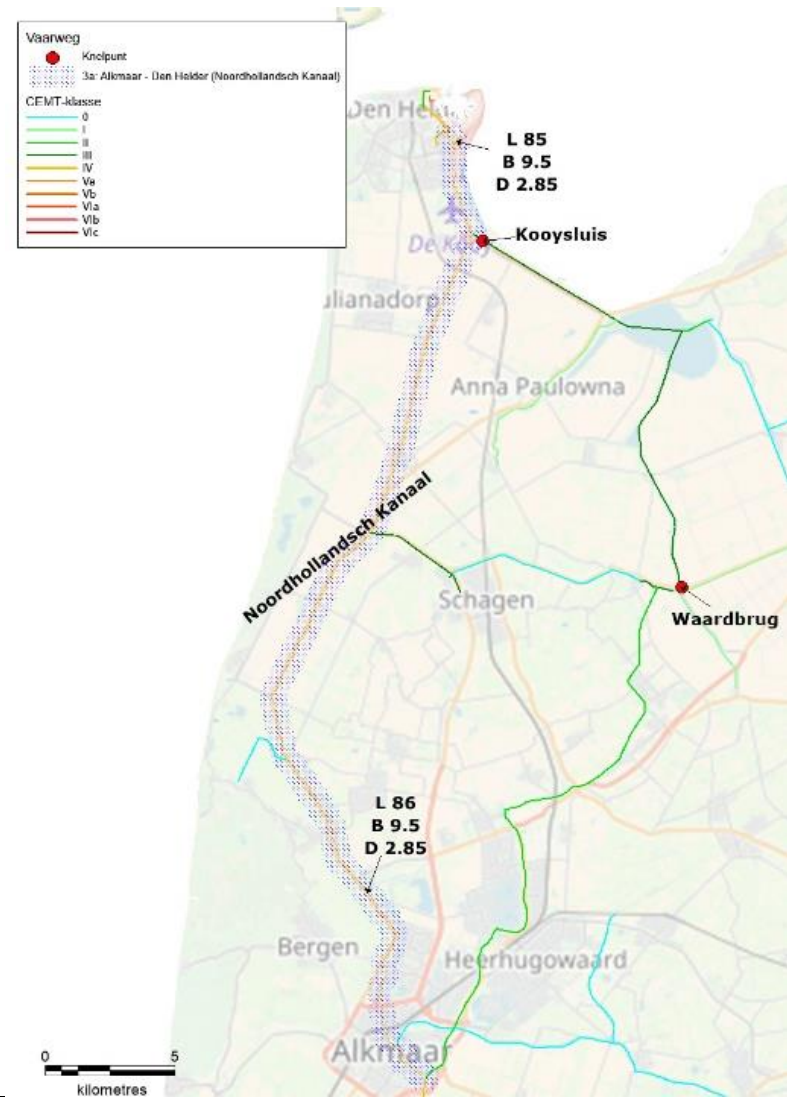 Vaarweg
Knelpunt
3a: Alkmaar - Den Helder (Noordhollandsch Kanaal)
CEMT-klasse
0
I
II
III
IV
Va
Vb
VIa
VIb
VIc
Den Hel
L 85
B 9.5
D 2.85
De Kooy
Kooysluis
ulianadorp
Anna Paulowna
Noordhollandsch Kanaal
Schagen
Waardbrug
L 86
B 9.5
D 2.85
Bergen
Heerhugowaard
Alkmaar
0 5
kilometres